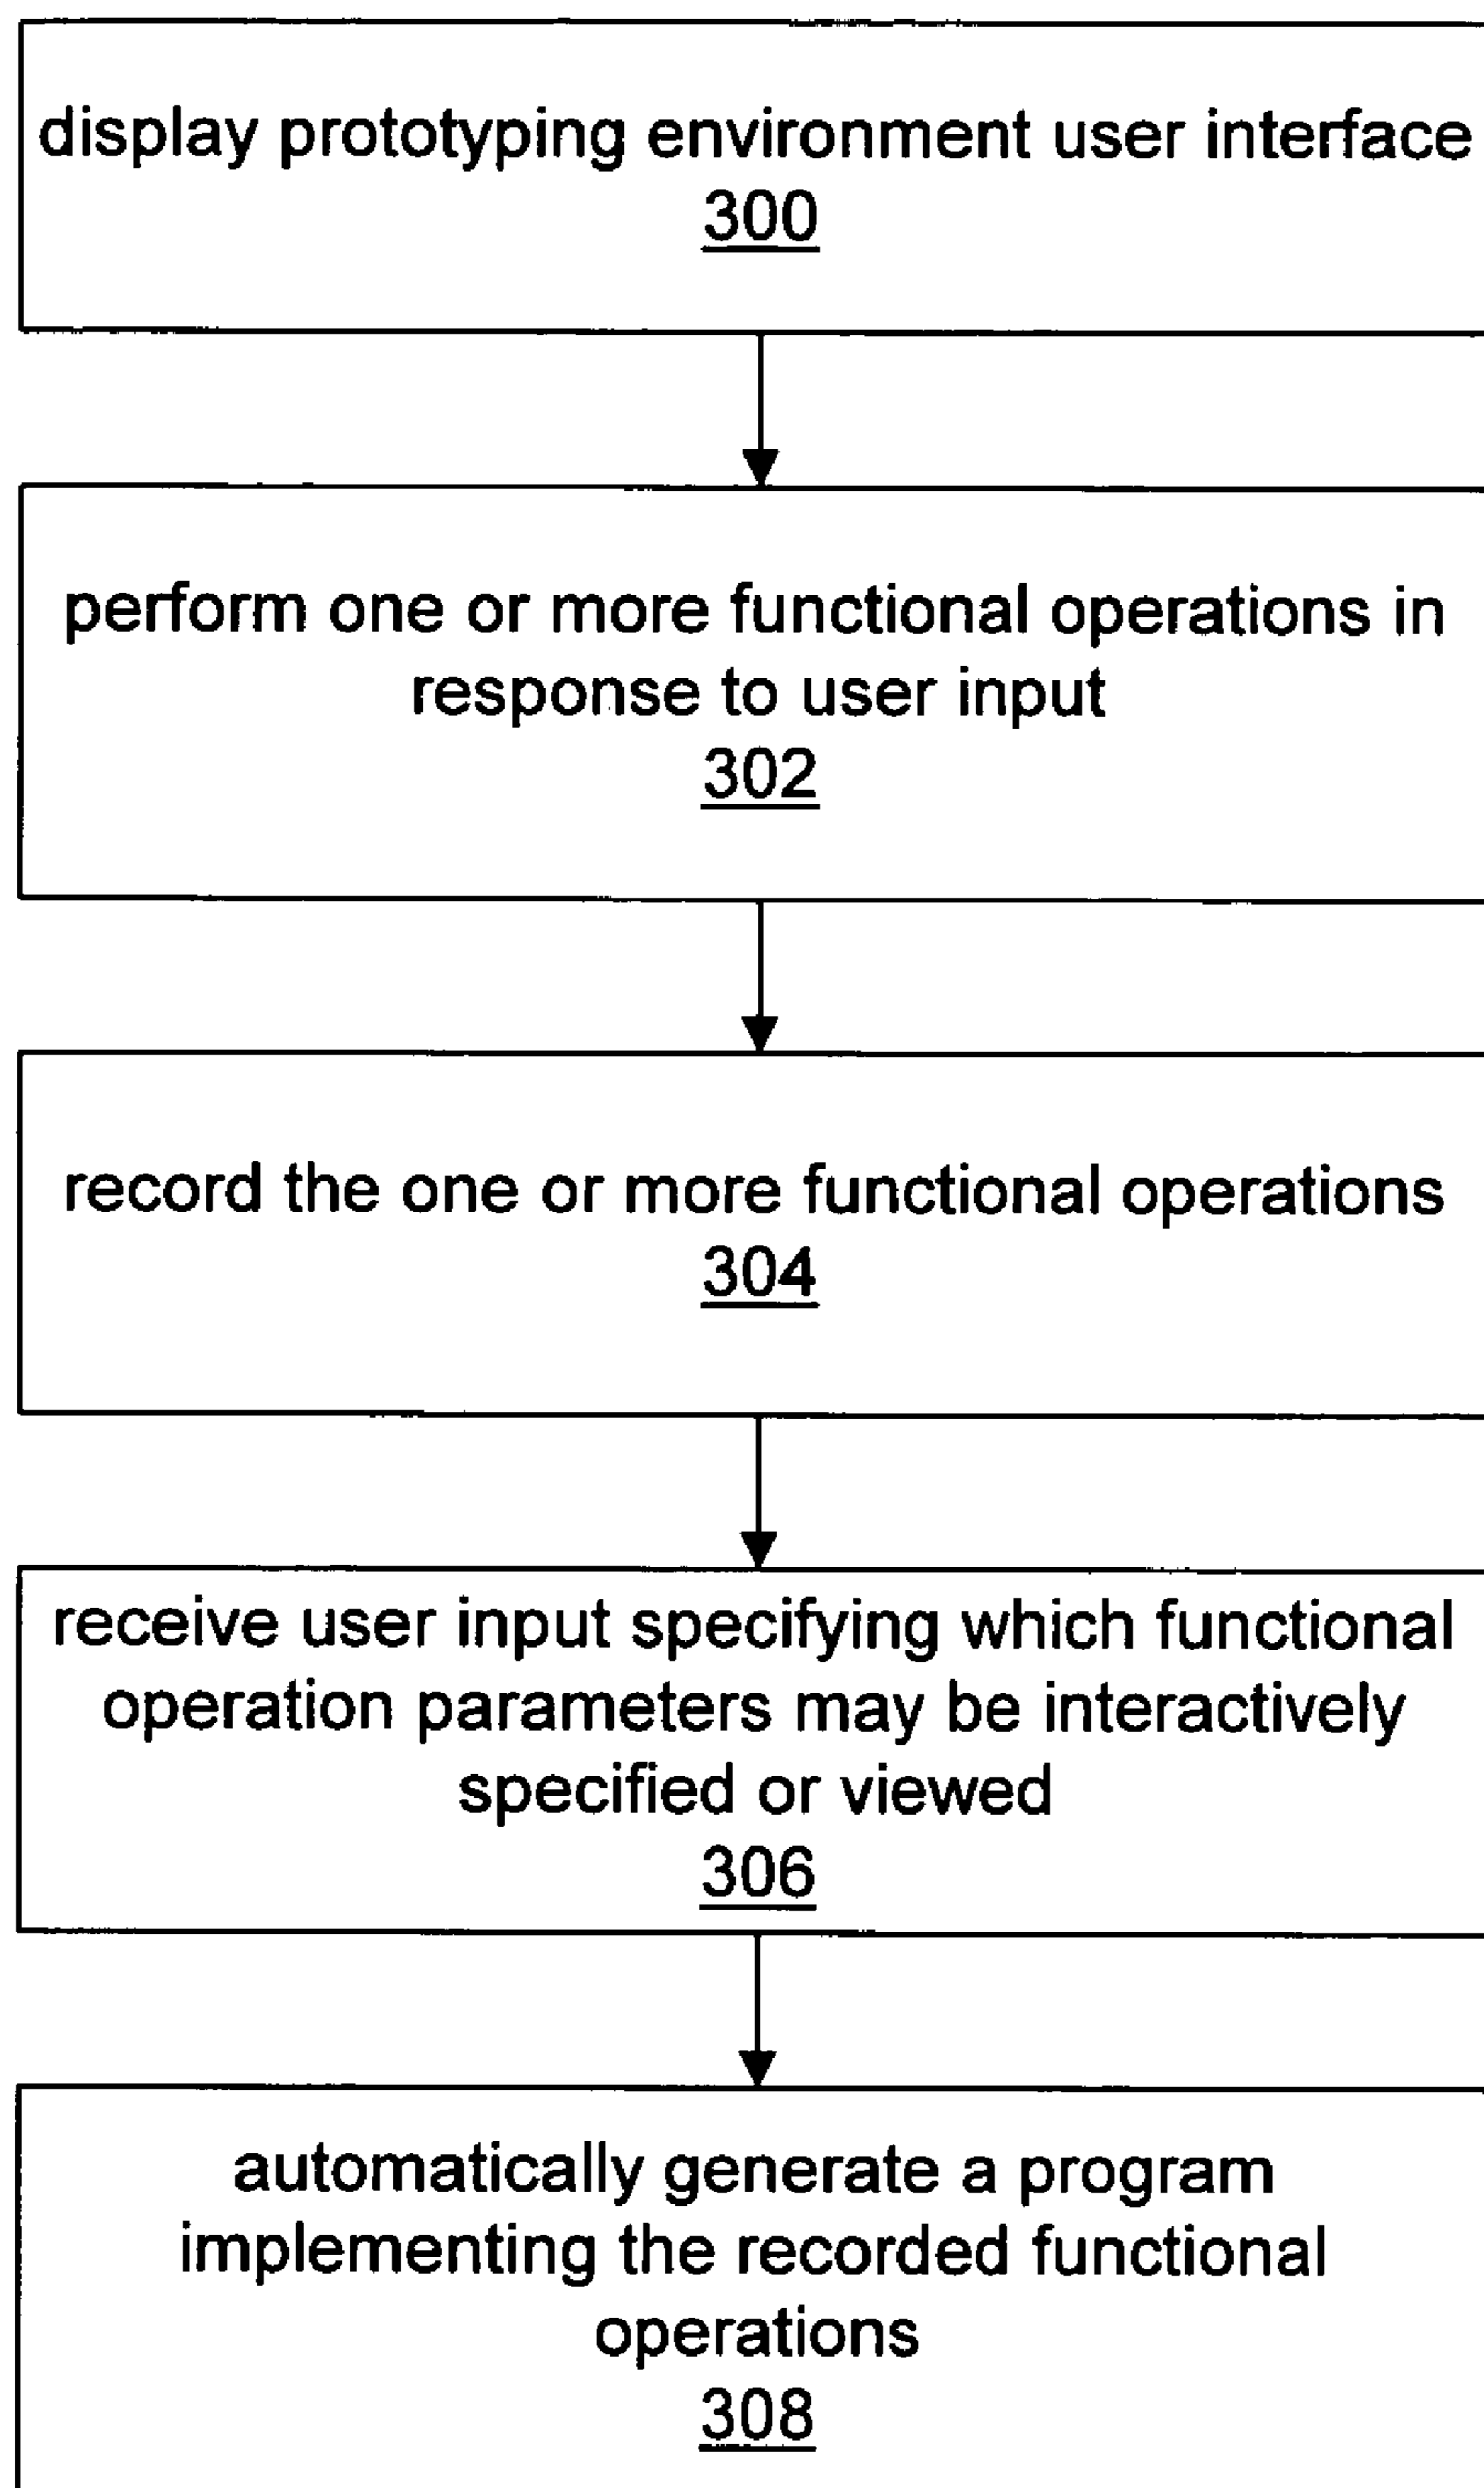 display prototyping environment user interface
300
perform one or more functional operations in
response to user input
302
record the one or more functional operations
304
receive user input specifying which functional
operation parameters may be interactively
specified or viewed
306
automatically generate a program
implementing the recorded functional
operations
308